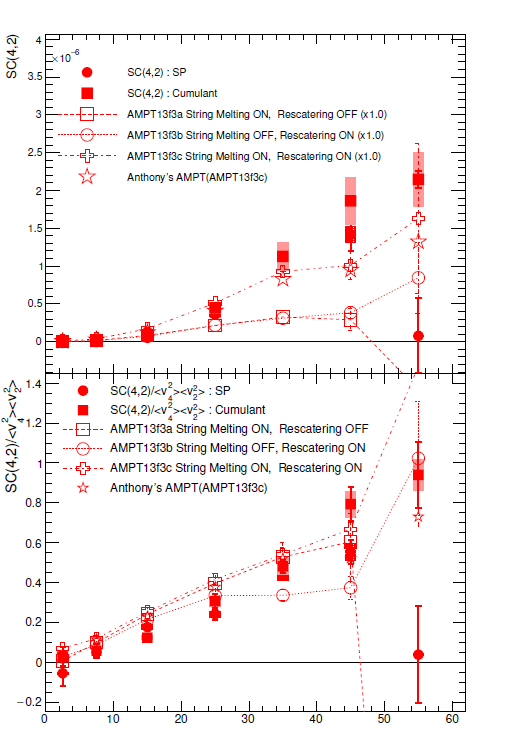 SC(4,2)
×10⁻⁶
4
3.5
3
2.5
2
1.5
1
0.5
0
SC(4,2) : SP
SC(4,2) : Cumulant
AMPT13f3a String Melting ON, Rescatering OFF (x1.0)
AMPT13f3b String Melting OFF, Rescatering ON (x1.0)
AMPT13f3c String Melting ON, Rescatering ON (x1.0)
Anthony's AMPT(AMPT13f3c)
SC(4,2)/<v₄²><v₂²>
1.4
1.2
1
0.8
0.6
0.4
0.2
0
−0.2
SC(4,2)/<v₄²><v₂²> : SP
SC(4,2)/<v₄²><v₂²> : Cumulant
AMPT13f3a String Melting ON, Rescatering OFF
AMPT13f3b String Melting OFF, Rescatering ON
AMPT13f3c String Melting ON, Rescatering ON
Anthony's AMPT(AMPT13f3c)
0 10 20 30 40 50 60